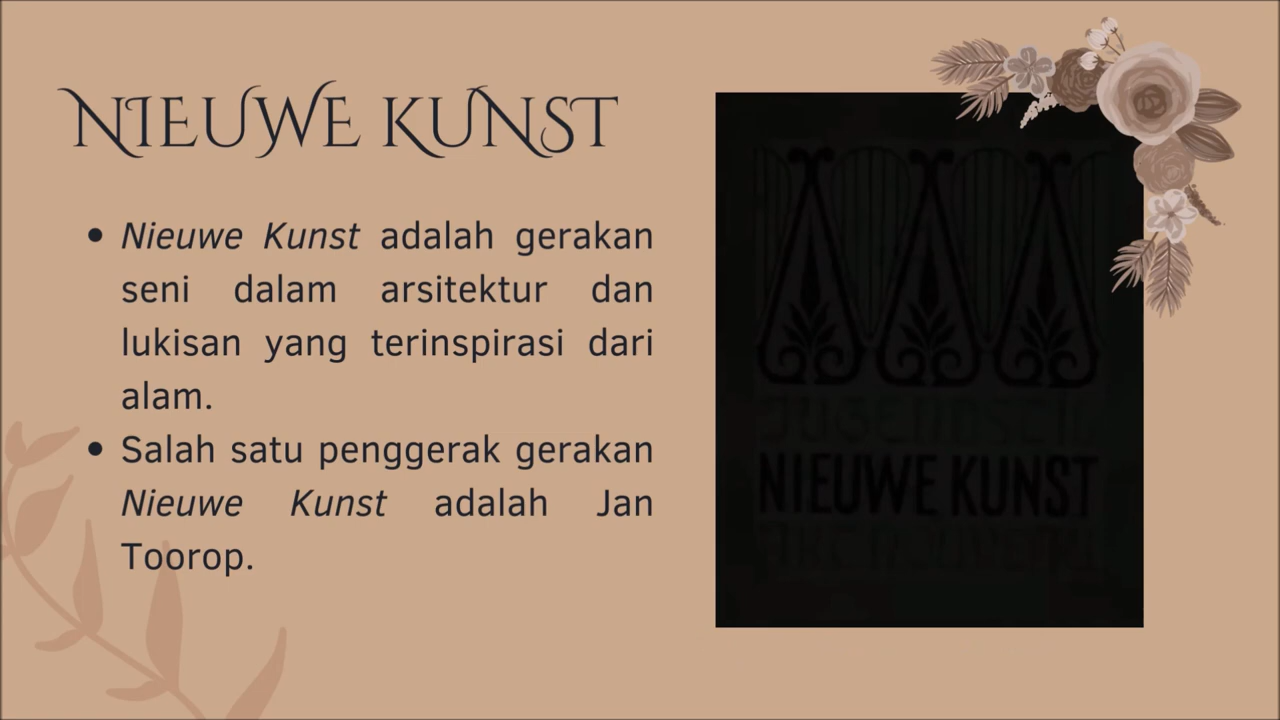 NIEUWE KUNST
• Nieuwe Kunst adalah gerakan
seni dalam arsitektur dan
lukisan yang terinspirasi dari
alam.
• Salah satu penggerak gerakan
Nieuwe Kunst adalah Jan
Toorop.
NIEUWE KUNST